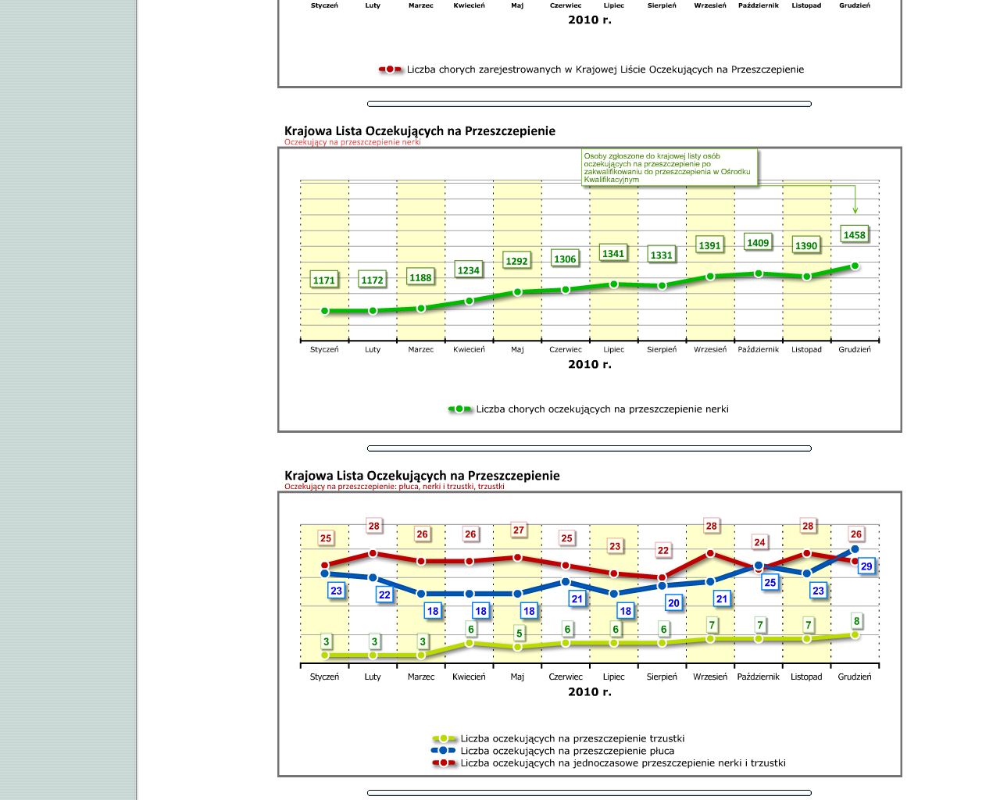 Styczeń Luty Marzec Kwiecień Maj Czerwiec Lipiec Sierpień Wrzesień Październik Listopad Grudzień
2010 r.
Liczba chorych zarejestrowanych w Krajowej Liście Oczekujących na Przeszczepienie
Krajowa Lista Oczekujących na Przeszczepienie
Oczekujący na przeszczepienie nerki
Osoby zgłoszone do krajowej listy osób
oczekujących na przeszczepienie po
zakwalifikowaniu do przeszczepienia w Ośrodku
Kwalifikacyjnym
1171 1172 1188 1234 1292 1306 1341 1331 1391 1409 1390 1458
Styczeń Luty Marzec Kwiecień Maj Czerwiec Lipiec Sierpień Wrzesień Październik Listopad Grudzień
2010 r.
Liczba chorych oczekujących na przeszczepienie nerki
Krajowa Lista Oczekujących na Przeszczepienie
Oczekujący na przeszczepienie: płuca, nerki i trzustki, trzustki
25 28 26 26 27 25 23 22 28 24 28 26
23 22 18 18 18 21 18 20 21 25 23 29
3 3 3 6 5 6 6 6 7 7 7 8
Styczeń Luty Marzec Kwiecień Maj Czerwiec Lipiec Sierpień Wrzesień Październik Listopad Grudzień
2010 r.
Liczba oczekujących na przeszczepienie trzustki
Liczba oczekujących na przeszczepienie płuca
Liczba oczekujących na jednoczasowe przeszczepienie nerki i trzustki